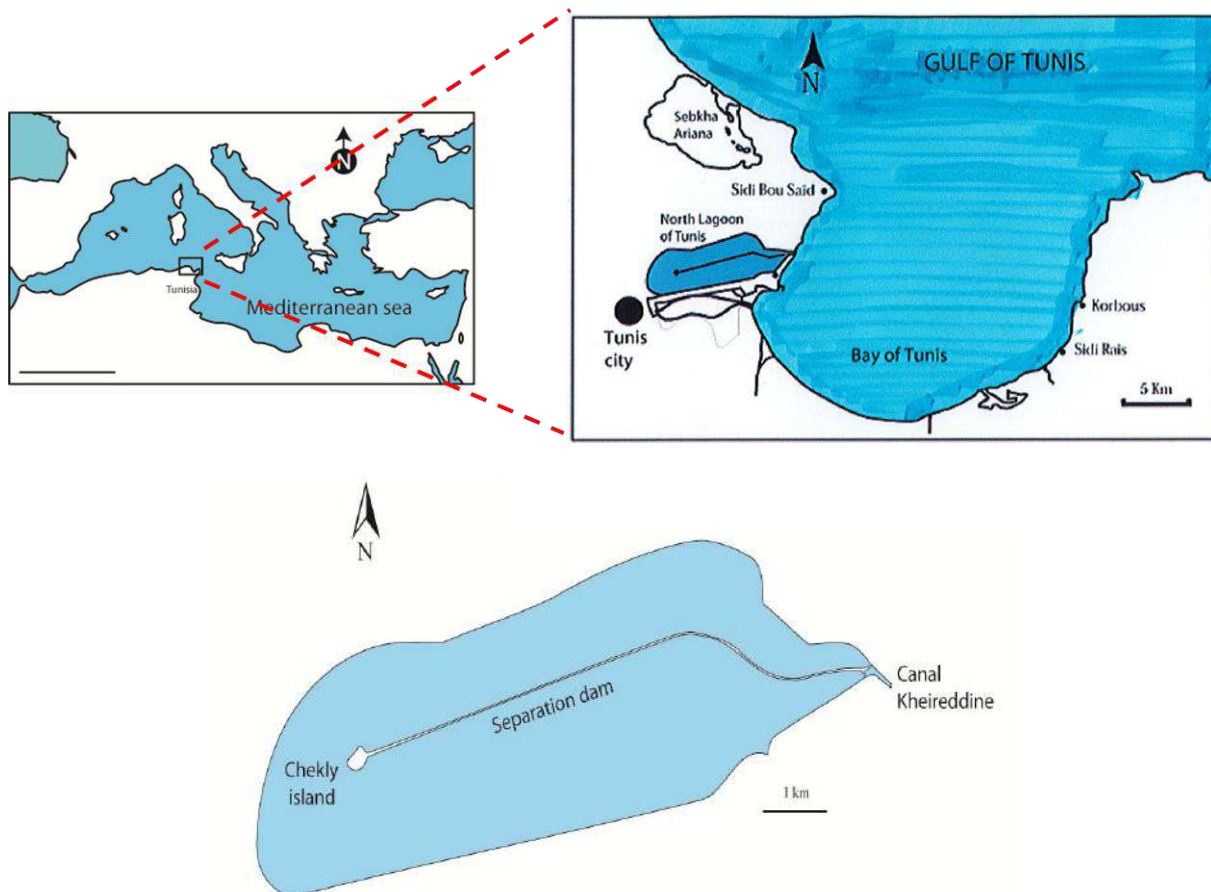 N
Tunisia
Mediterranean sea
GULF OF TUNIS
N
Sebkha
Ariana
Sidi Bou Saïd
North Lagoon
of Tunis
Tunis
city
Korbous
Sidi Rais
Bay of Tunis
5 Km
N
Separation dam
Canal
Kheireddine
Chekly
island
1 km